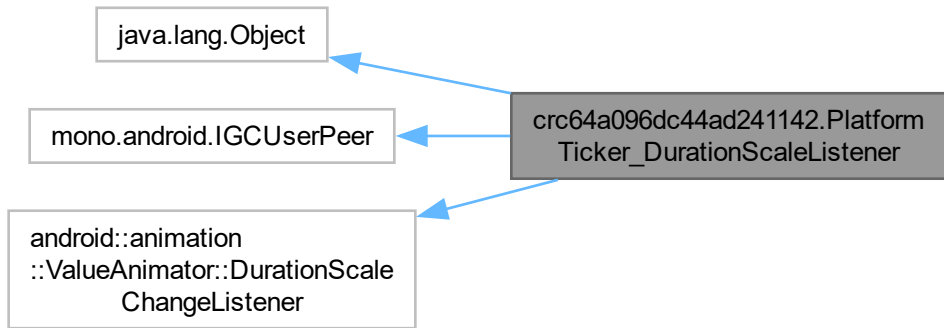 java.lang.Object
mono.android.IGCUserPeer
android::animation
::ValueAnimator::DurationScale
ChangeListener
crc64a096dc44ad241142.Platform
Ticker_DurationScaleListener